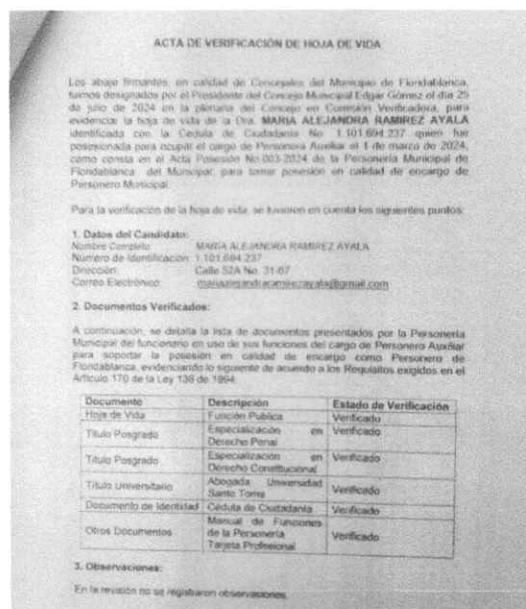 ACTA DE VERIFICACIÓN DE HOJA DE VIDA
Los abajo firmantes, en calidad de Concejales del Municipio de Floridablanca,
fuimos designados por el Presidente del Concejo Municipal Edgar Gómez el día 25
de julio de 2024 en la plenaria del Concejo en Comisión Verificadora, para
evidenciar la hoja de vida de la Dra. MARIA ALEJANDRA RAMIREZ AYALA
identificada con la Cedula de Ciudadanía No. 1.101.694.237 quien fue
posesionada para ocupar el cargo de Personera Auxiliar el 1 de marzo de 2024,
como consta en el Acta Posesión No.003-2024 de la Personería Municipal de
Floridablanca del Municipal, para tomar posesión en calidad de encargo de
Personero Municipal.
Para la verificación de la hoja de vida, se tuvieron en cuenta los siguientes puntos:
1. Datos del Candidato:
Nombre Completo: MARIA ALEJANDRA RAMIREZ AYALA
Número de Identificación: 1.101.694.237
Dirección: Calle 52A No. 31-67
Correo Electrónico: mariaalejandraramirezayala@gmail.com
2. Documentos Verificados:
A continuación, se detalla la lista de documentos presentados por la Personería
Municipal del funcionario en uso de sus funciones del cargo de Personero Auxiliar
para soportar la posesión en calidad de encargo como Personero de
Floridablanca, evidenciando lo siguiente de acuerdo a los Requisitos exigidos en el
Artículo 170 de la Ley 136 de 1994.
Documento Descripción Estado de Verificación
Hoja de Vida Función Publica Verificado
Titulo Posgrado Especialización en Derecho Penal Verificado
Titulo Posgrado Especialización en Derecho Constitucional Verificado
Titulo Universitario Abogada Universidad Santo Toma Verificado
Documento de Identidad Cédula de Ciudadanía Verificado
Otros Documentos Manual de Funciones de la Personería Tarjeta Profesional Verificado
3. Observaciones:
En la revisión no se registraron observaciones.